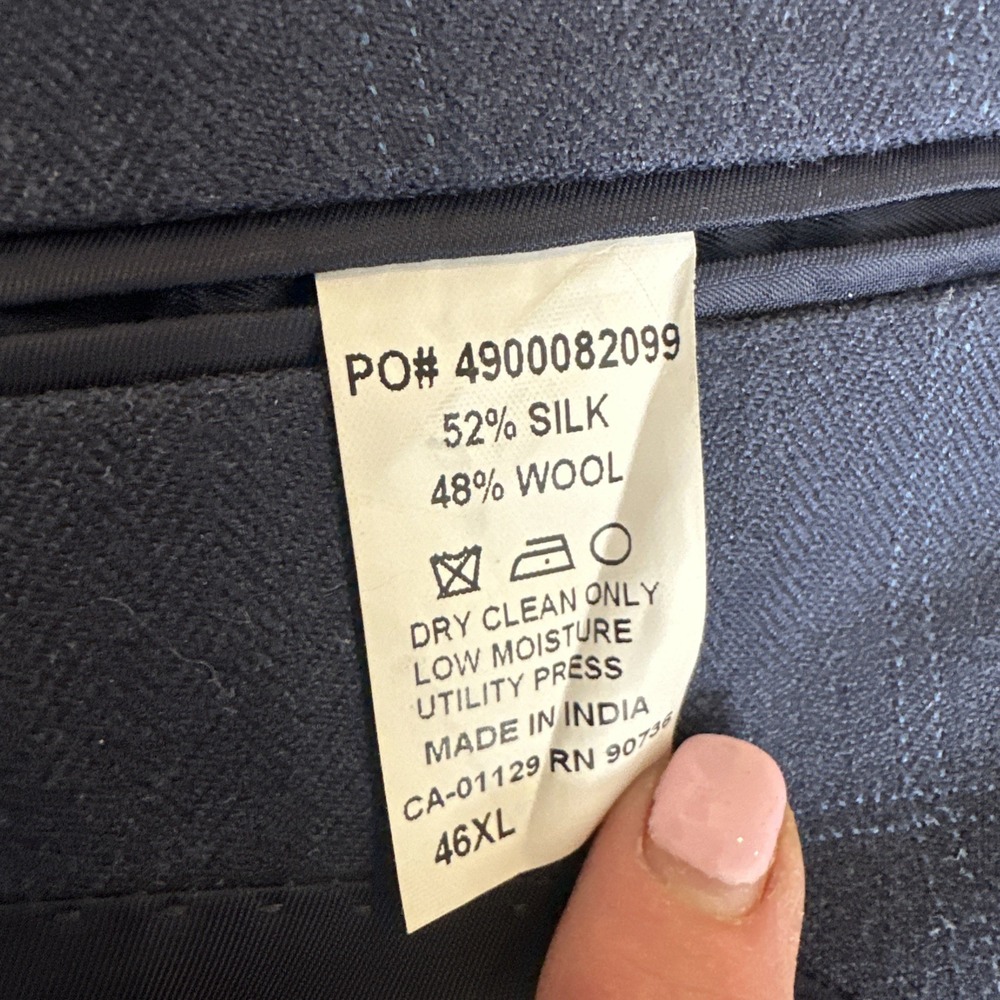 PO# 4900082099
52% SILK
48% WOOL
DRY CLEAN ONLY
LOW MOISTURE
UTILITY PRESS
MADE IN INDIA
CA-01129 RN 90736
46XL